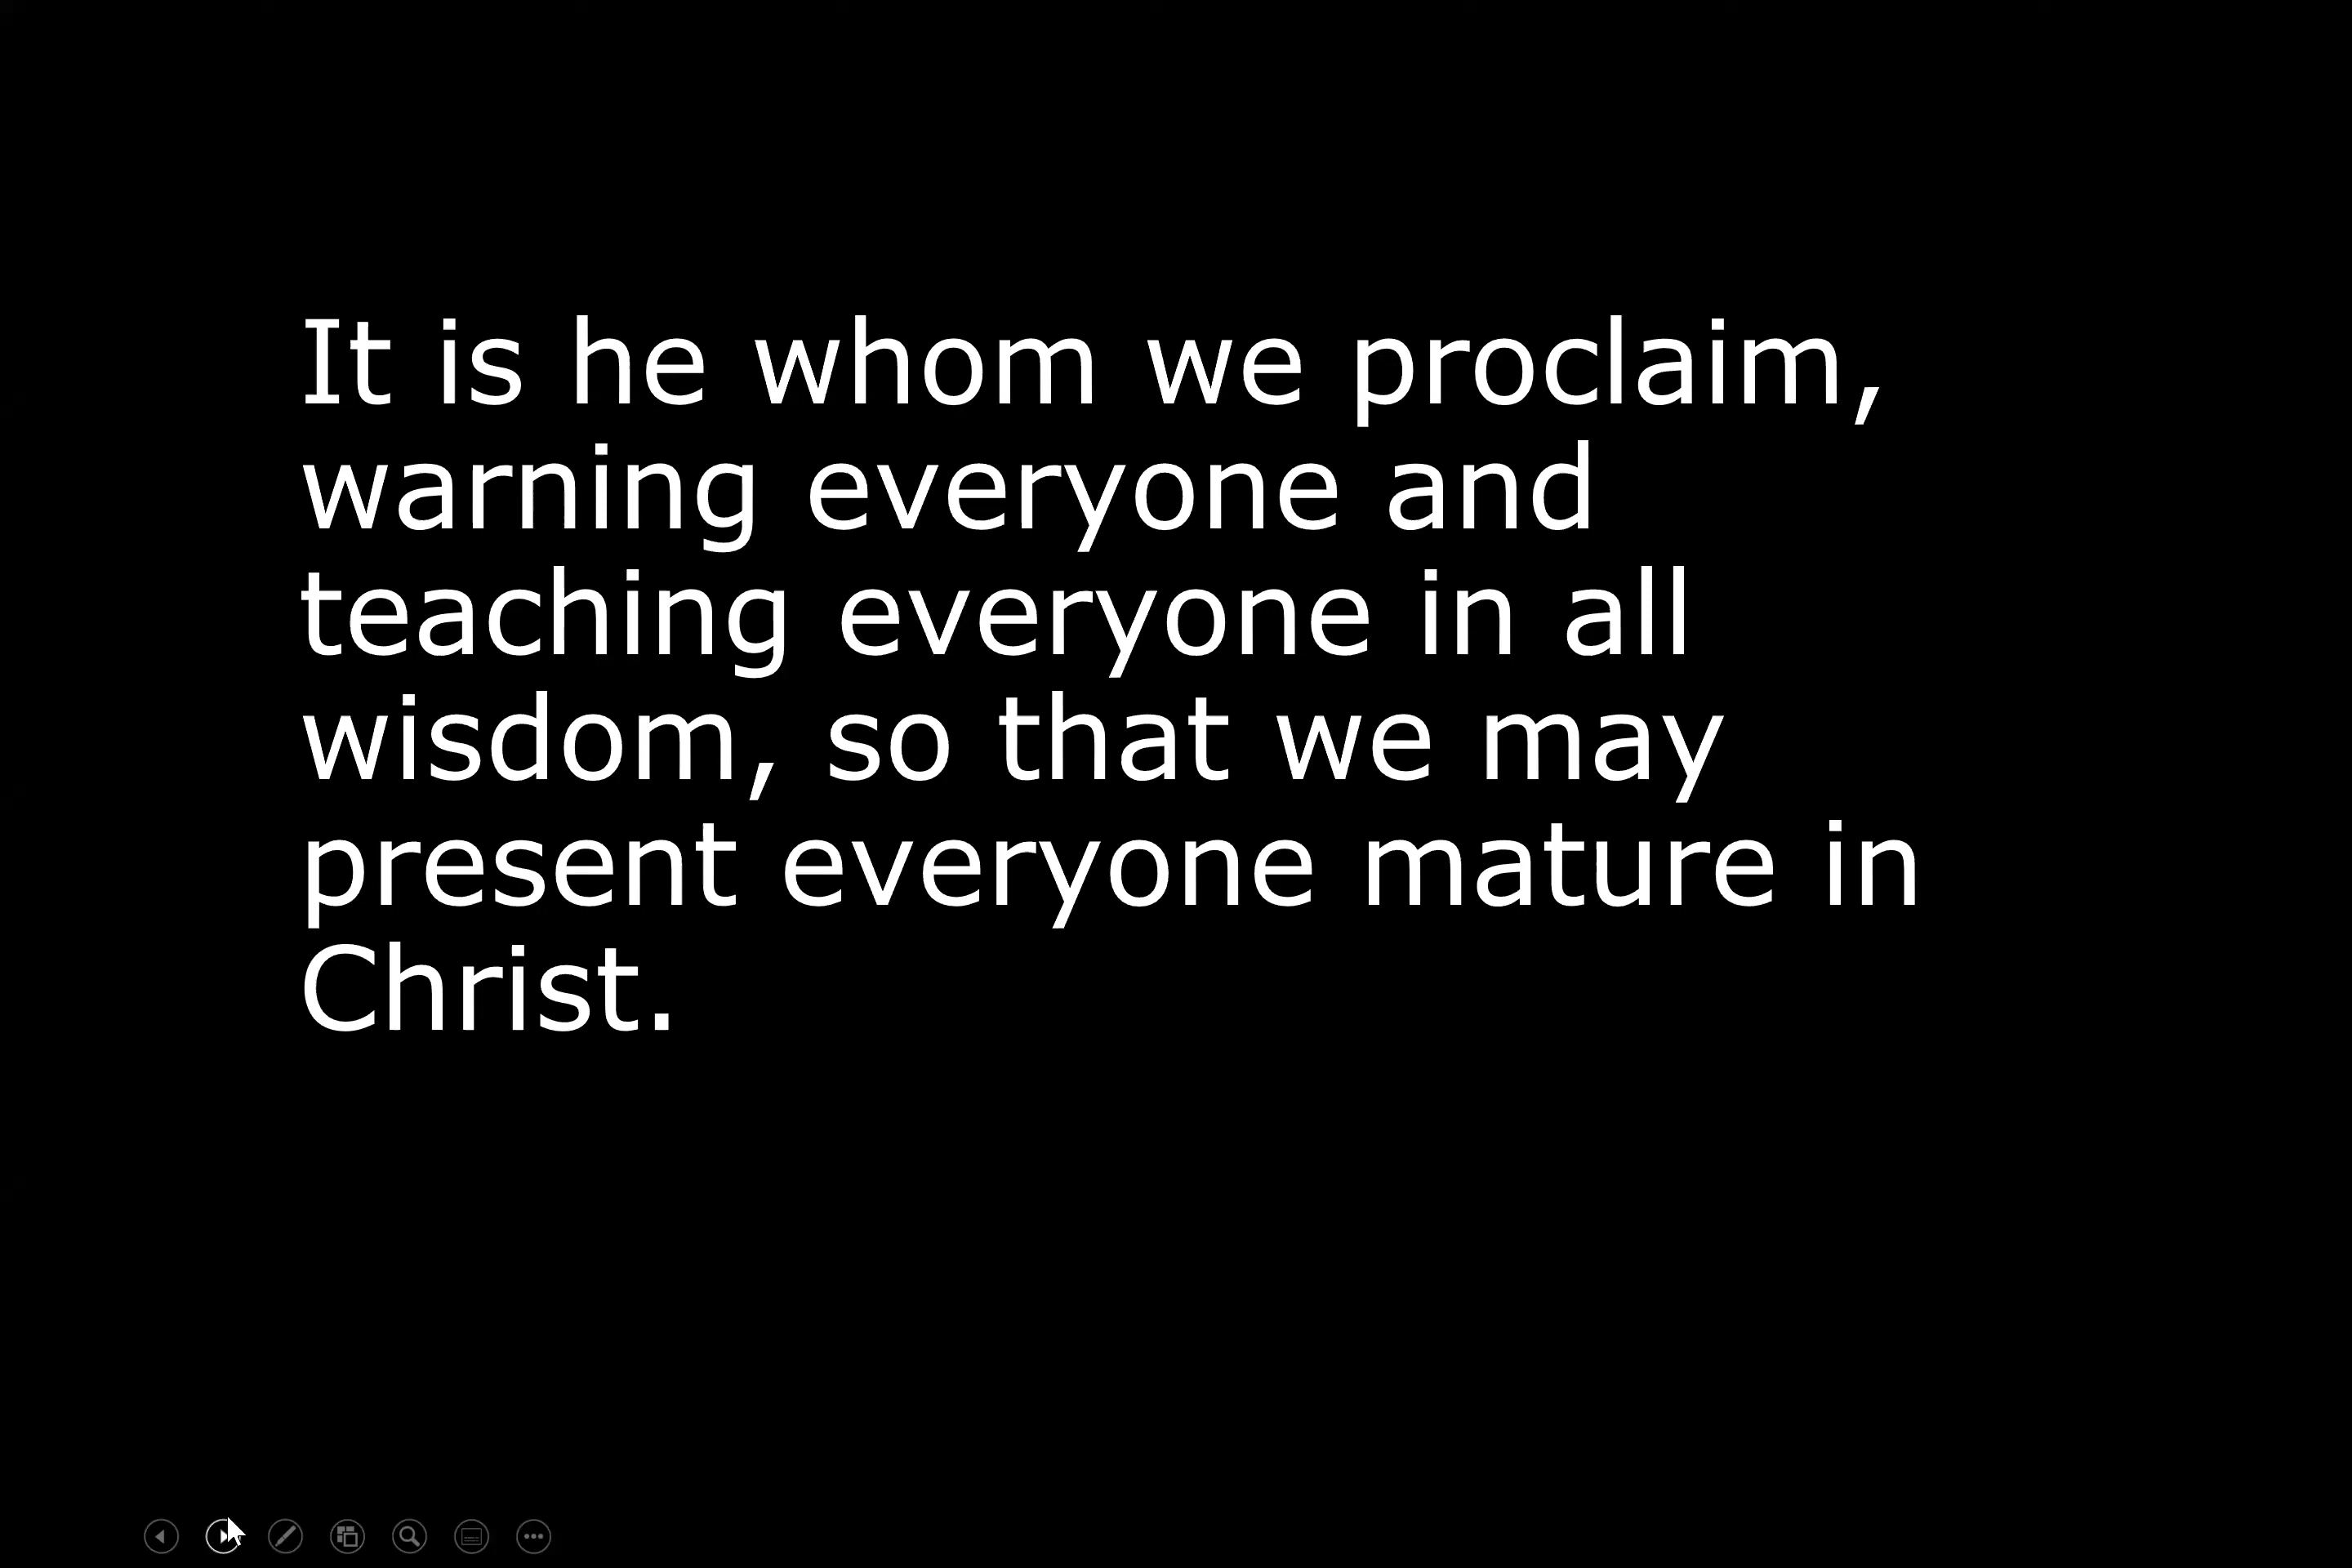 It is he whom we proclaim,
warning everyone and
teaching everyone in all
wisdom, so that we may
present everyone mature in
Christ.